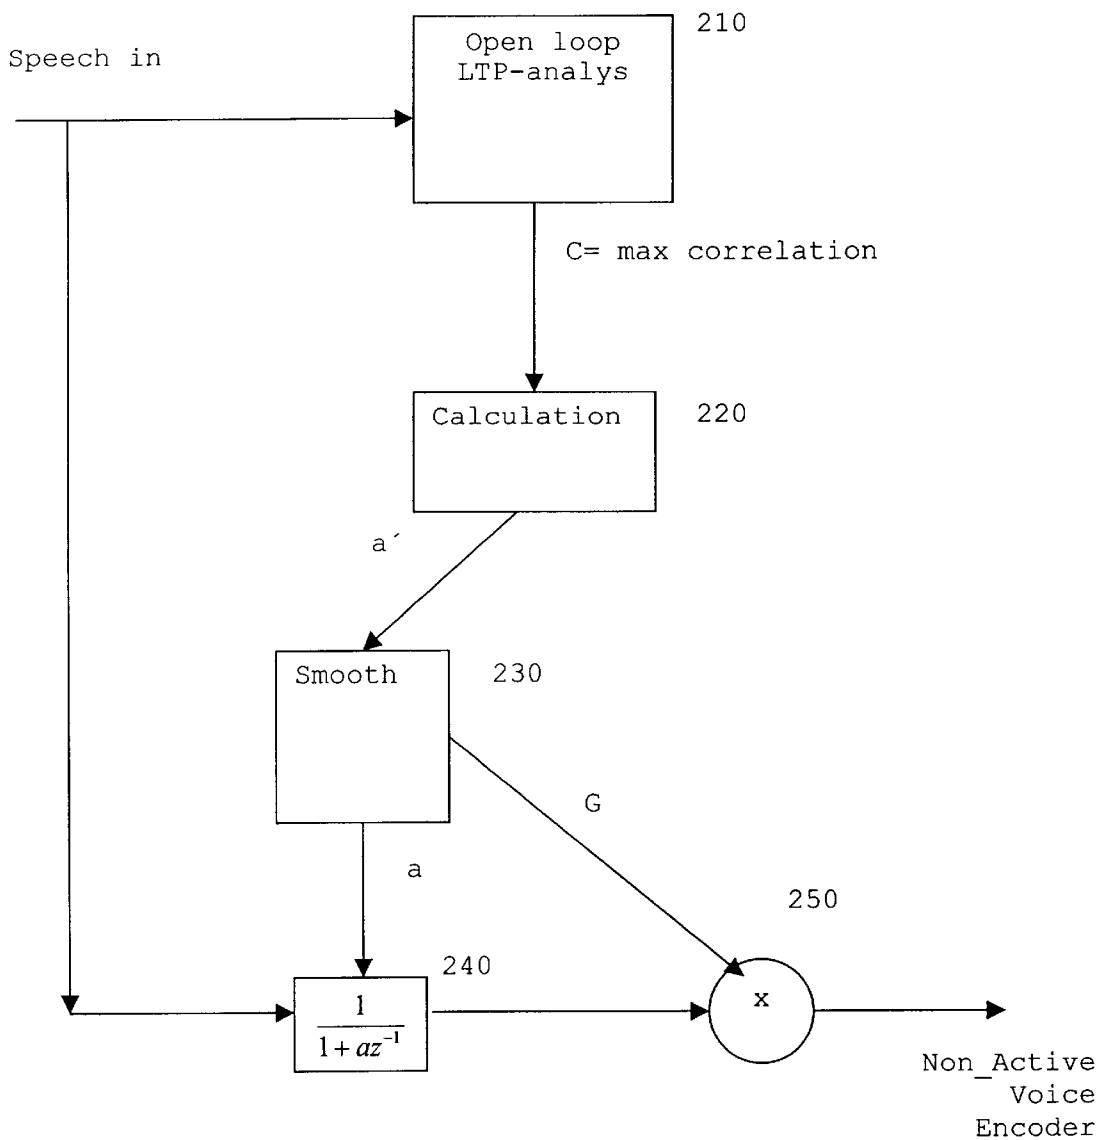 210
Open loop
LTP-analys
Speech in
C= max correlation
Calculation
220
a´
Smooth
230
G
a
250
240
x
1
1 + az⁻¹
Non_Active
Voice
Encoder